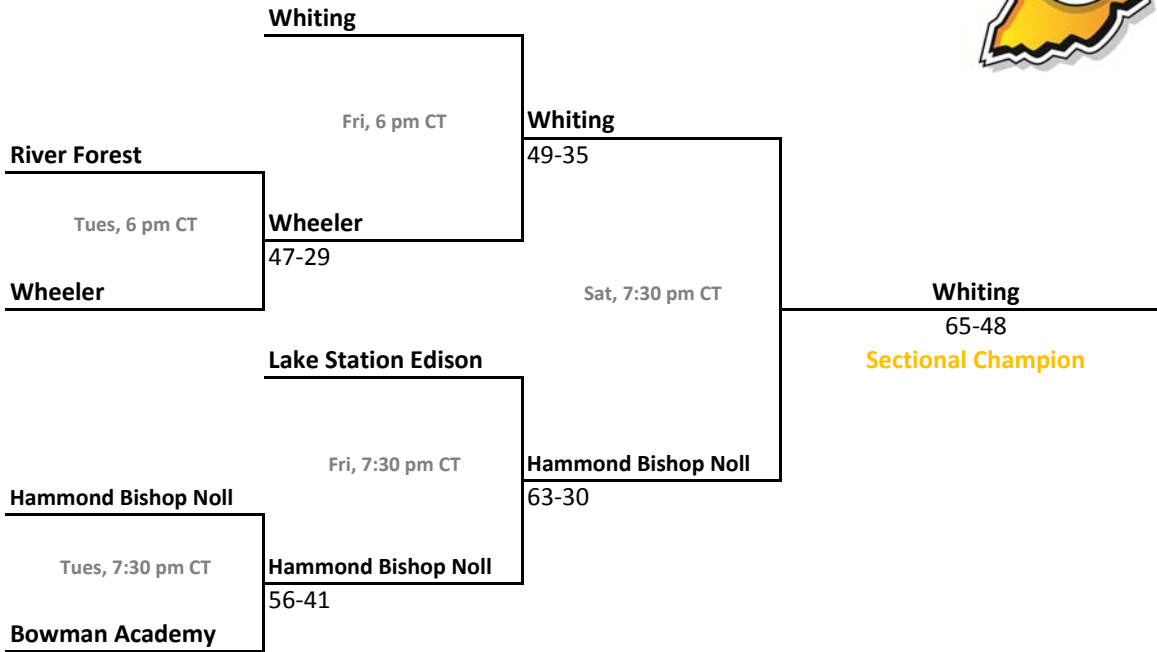 Whiting
Fri, 6 pm CT
Whiting
River Forest
49-35
Tues, 6 pm CT
Wheeler
47-29
Wheeler
Sat, 7:30 pm CT
Whiting
65-48
Lake Station Edison
Sectional Champion
Fri, 7:30 pm CT
Hammond Bishop Noll
Hammond Bishop Noll
63-30
Tues, 7:30 pm CT
Hammond Bishop Noll
56-41
Bowman Academy